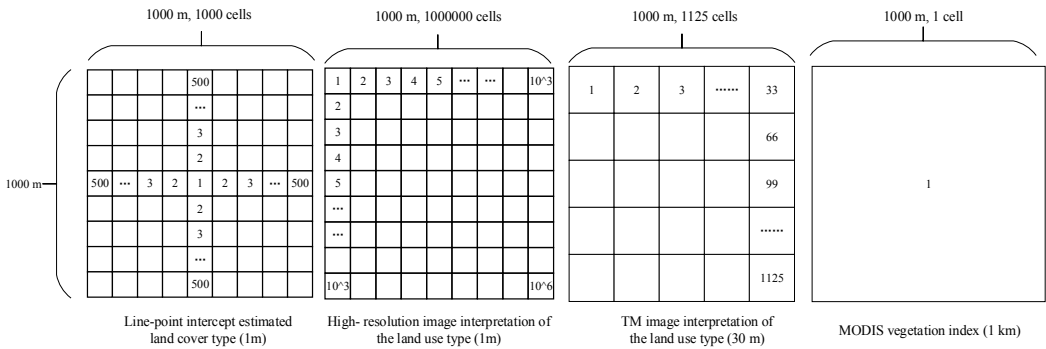 1000 m, 1000 cells
1000 m, 1000000 cells
1000 m, 1125 cells
1000 m, 1 cell
1000 m
500
...
3
2
500 ... 3 2 1 2 3 ... 500
2
3
...
500
1 2 3 4 5 ... ... 10^3
2
3
4
5
...
...
10^3 10^6
1 2 3 ...... 33
66
99
......
1125
1
Line-point intercept estimated
land cover type (1m)
High- resolution image interpretation of
the land use type (1m)
TM image interpretation of
the land use type (30 m)
MODIS vegetation index (1 km)